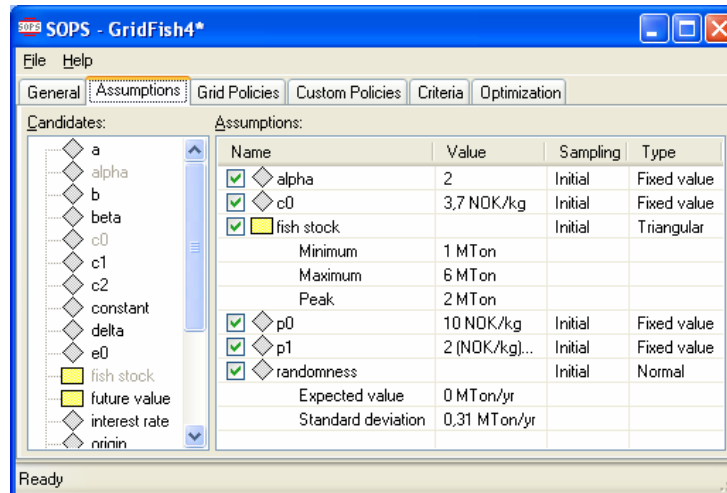 SOPS SOPS - GridFish4*
File Help
General Assumptions Grid Policies Custom Policies Criteria Optimization
Candidates:
a
alpha
b
beta
c0
c1
c2
constant
delta
e0
fish stock
future value
interest rate
origin
Assumptions:
Name Value Sampling Type
alpha 2 Initial Fixed value
c0 3,7 NOK/kg Initial Fixed value
fish stock Initial Triangular
Minimum 1 MTon
Maximum 6 MTon
Peak 2 MTon
p0 10 NOK/kg Initial Fixed value
p1 2 (NOK/kg)... Initial Fixed value
randomness Initial Normal
Expected value 0 MTon/yr
Standard deviation 0,31 MTon/yr
Ready